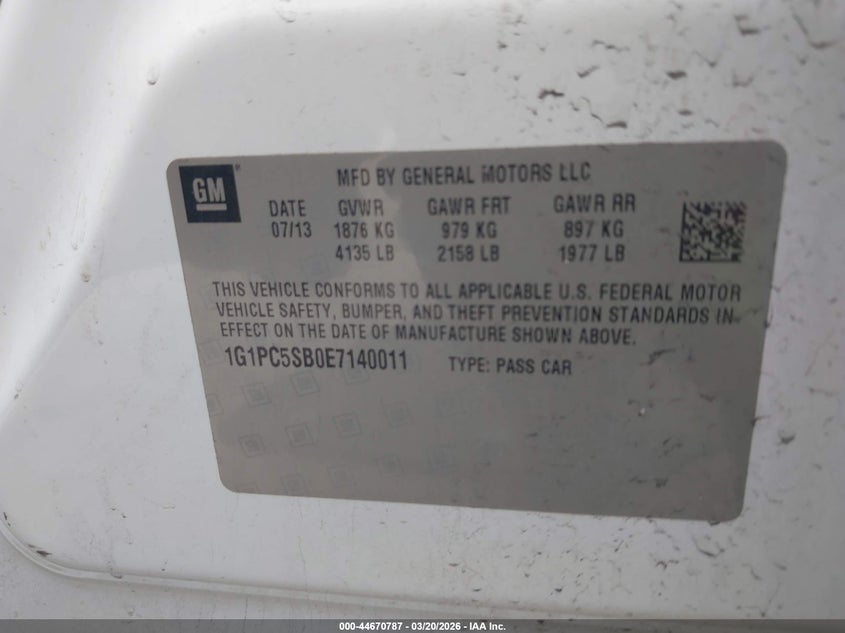 GM®
MFD BY GENERAL MOTORS LLC
DATE GVWR GAWR FRT GAWR RR
07/13 1876 KG 979 KG 897 KG
4135 LB 2158 LB 1977 LB
THIS VEHICLE CONFORMS TO ALL APPLICABLE U.S. FEDERAL MOTOR
VEHICLE SAFETY, BUMPER, AND THEFT PREVENTION STANDARDS IN
EFFECT ON THE DATE OF MANUFACTURE SHOWN ABOVE.
1G1PC5SB0E7140011 TYPE: PASS CAR
000-44670787 - 03/20/2026 - IAA Inc.